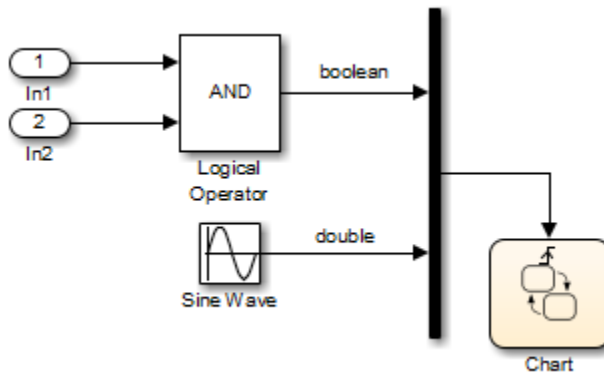 1
In1
2
In2
AND
Logical
Operator
boolean
Sine Wave
double
Chart